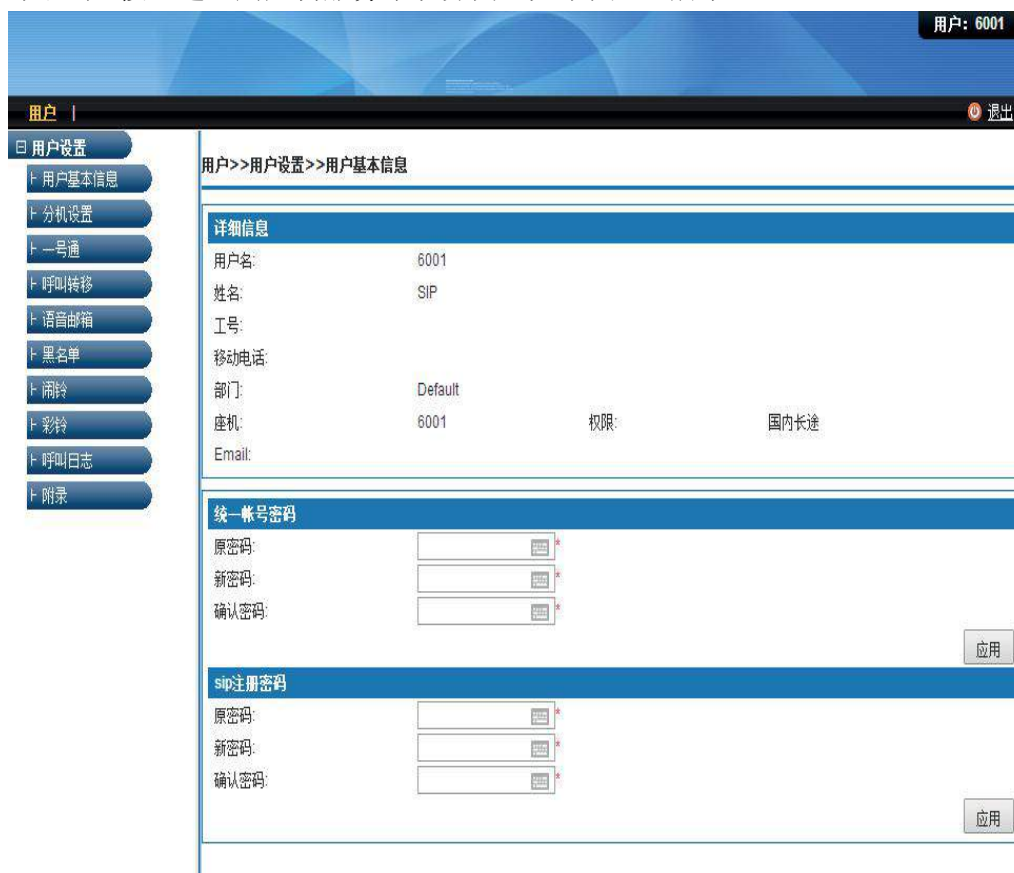 用户: 6001
用户 |
退出
用户设置
用户基本信息
分机设置
一号通
呼叫转移
语音邮箱
黑名单
闹铃
彩铃
呼叫日志
附录
用户>>用户设置>>用户基本信息
详细信息
用户名: 6001
姓名: SIP
工号:
移动电话:
部门: Default
座机: 6001 权限: 国内长途
Email:
统一帐号密码
原密码: *
新密码: *
确认密码: *
应用
sip注册密码
原密码: *
新密码: *
确认密码: *
应用